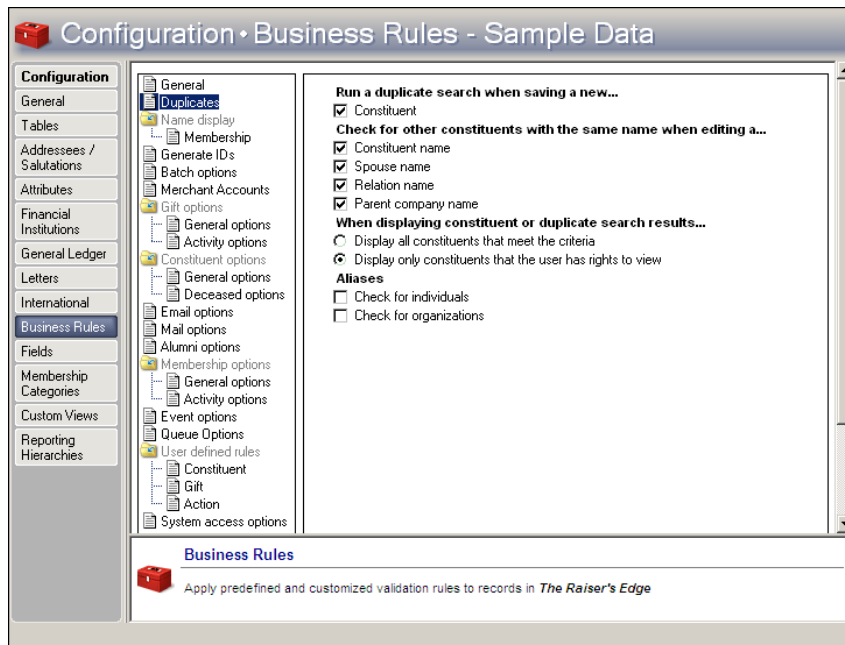 Configuration • Business Rules - Sample Data
Configuration
General
Tables
Addressees /
Salutations
Attributes
Financial
Institutions
General Ledger
Letters
International
Business Rules
Fields
Membership
Categories
Custom Views
Reporting
Hierarchies
General
Duplicates
Name display
Membership
Generate IDs
Batch options
Merchant Accounts
Gift options
General options
Activity options
Constituent options
General options
Deceased options
Email options
Mail options
Alumni options
Membership options
General options
Activity options
Event options
Queue Options
User defined rules
Constituent
Gift
Action
System access options
Run a duplicate search when saving a new...
Constituent
Check for other constituents with the same name when editing a...
Constituent name
Spouse name
Relation name
Parent company name
When displaying constituent or duplicate search results...
Display all constituents that meet the criteria
Display only constituents that the user has rights to view
Aliases
Check for individuals
Check for organizations
Business Rules
Apply predefined and customized validation rules to records in The Raiser's Edge